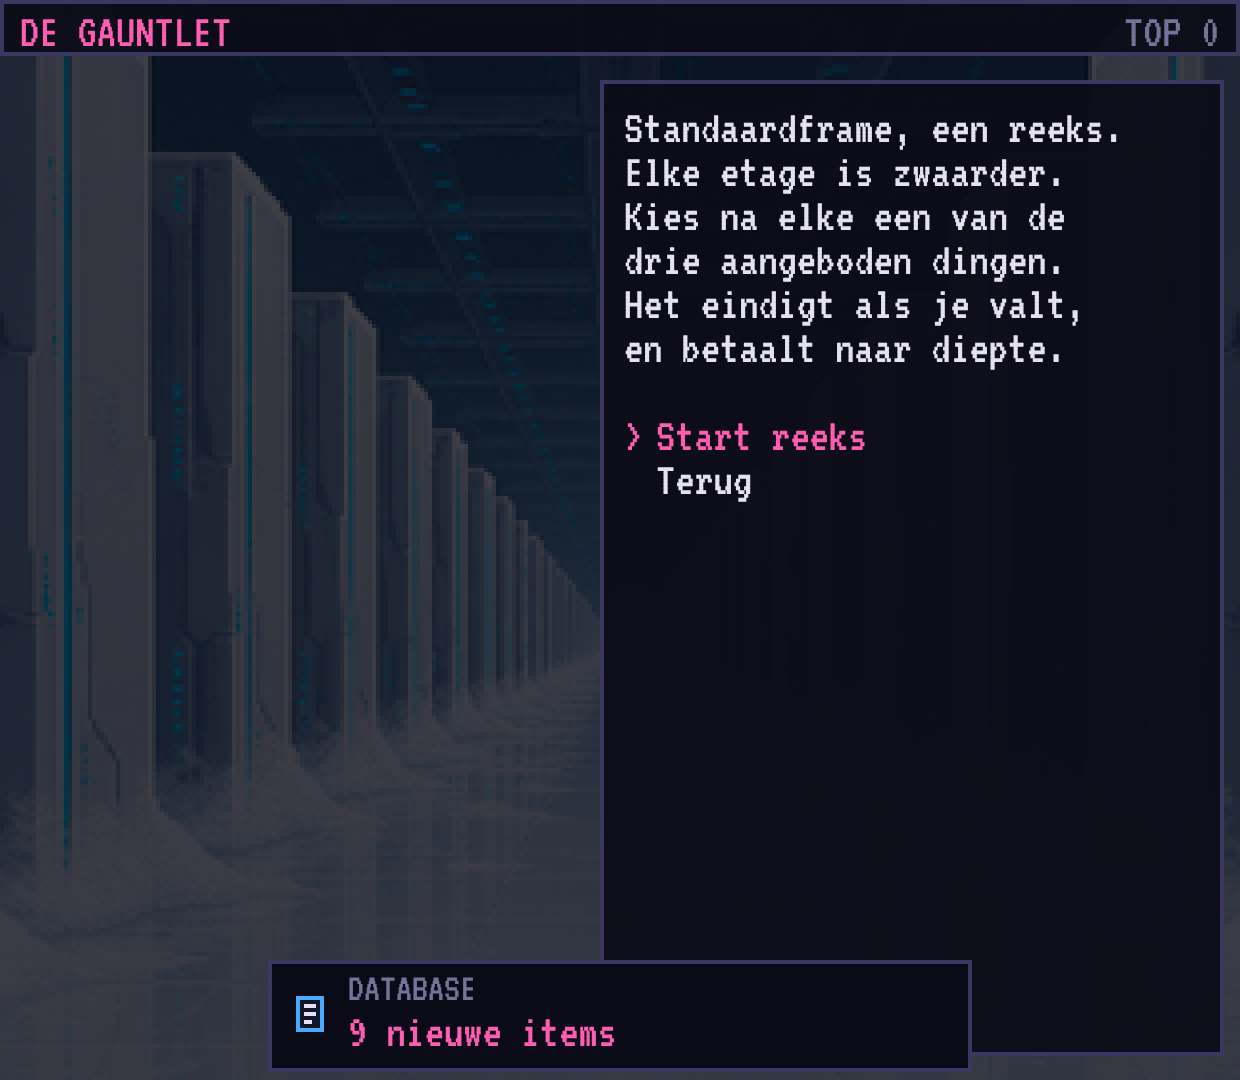 DE GAUNTLET
TOP 0
Standaardframe, een reeks.
Elke etage is zwaarder.
Kies na elke een van de
drie aangeboden dingen.
Het eindigt als je valt,
en betaalt naar diepte.
> Start reeks
Terug
DATABASE
9 nieuwe items